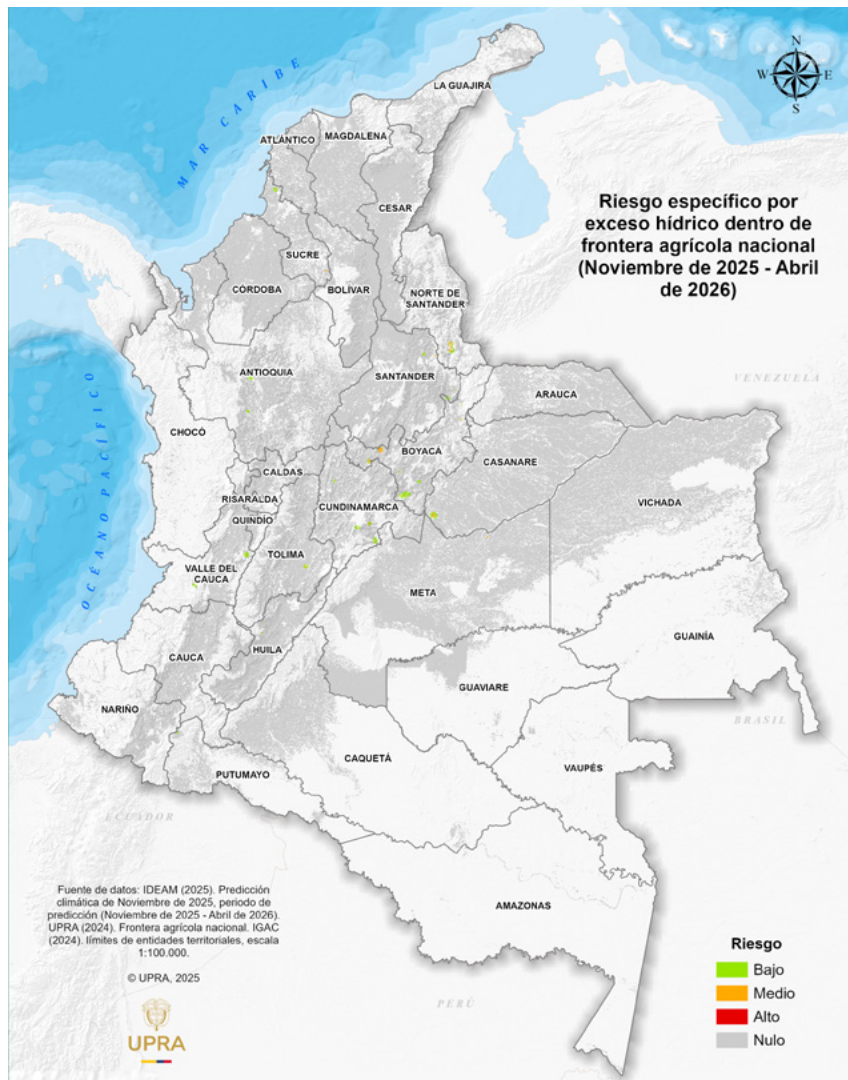 N
W E
S
MAR CARIBE
LA GUAJIRA
ATLÁNTICO
MAGDALENA
CESAR
Riesgo específico por
exceso hídrico dentro de
frontera agrícola nacional
(Noviembre de 2025 - Abril
de 2026)
SUCRE
CÓRDOBA
BOLÍVAR
NORTE DE
SANTANDER
VENEZUELA
ANTIOQUIA
SANTANDER
ARAUCA
OCÉANO PACÍFICO
CHOCÓ
BOYACÁ
CASANARE
CALDAS
VICHADA
RISARALDA
CUNDINAMARCA
QUINDÍO
TOLIMA
VALLE DEL
CAUCA
META
GUAINÍA
HUILA
CAUCA
GUAVIARE
NARIÑO
BRASIL
CAQUETÁ
VAUPÉS
PUTUMAYO
ECUADOR
Fuente de datos: IDEAM (2025). Predicción
climática de Noviembre de 2025, periodo de
predicción (Noviembre de 2025 - Abril de 2026).
UPRA (2024). Frontera agrícola nacional. IGAC
(2024). límites de entidades territoriales, escala
1:100.000.
© UPRA, 2025
AMAZONAS
PERÚ
UPRA
Riesgo
Bajo
Medio
Alto
Nulo